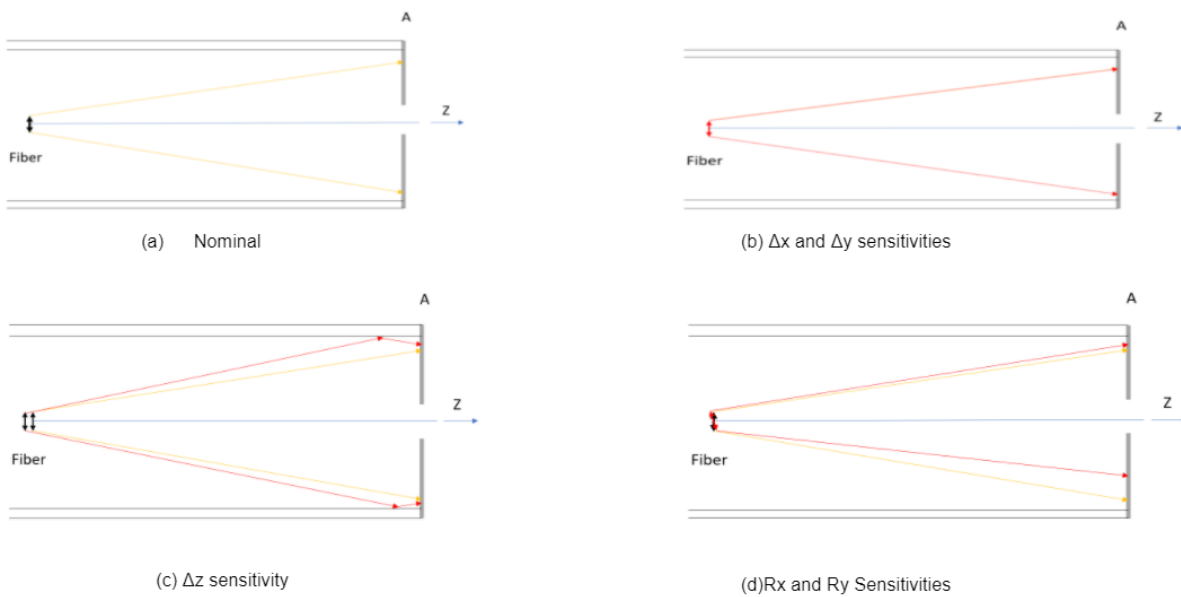 A
Z
Fiber
(a) Nominal
A
Z
Fiber
(b) Δx and Δy sensitivities
A
Z
Fiber
(c) Δz sensitivity
A
Z
Fiber
(d)Rx and Ry Sensitivities